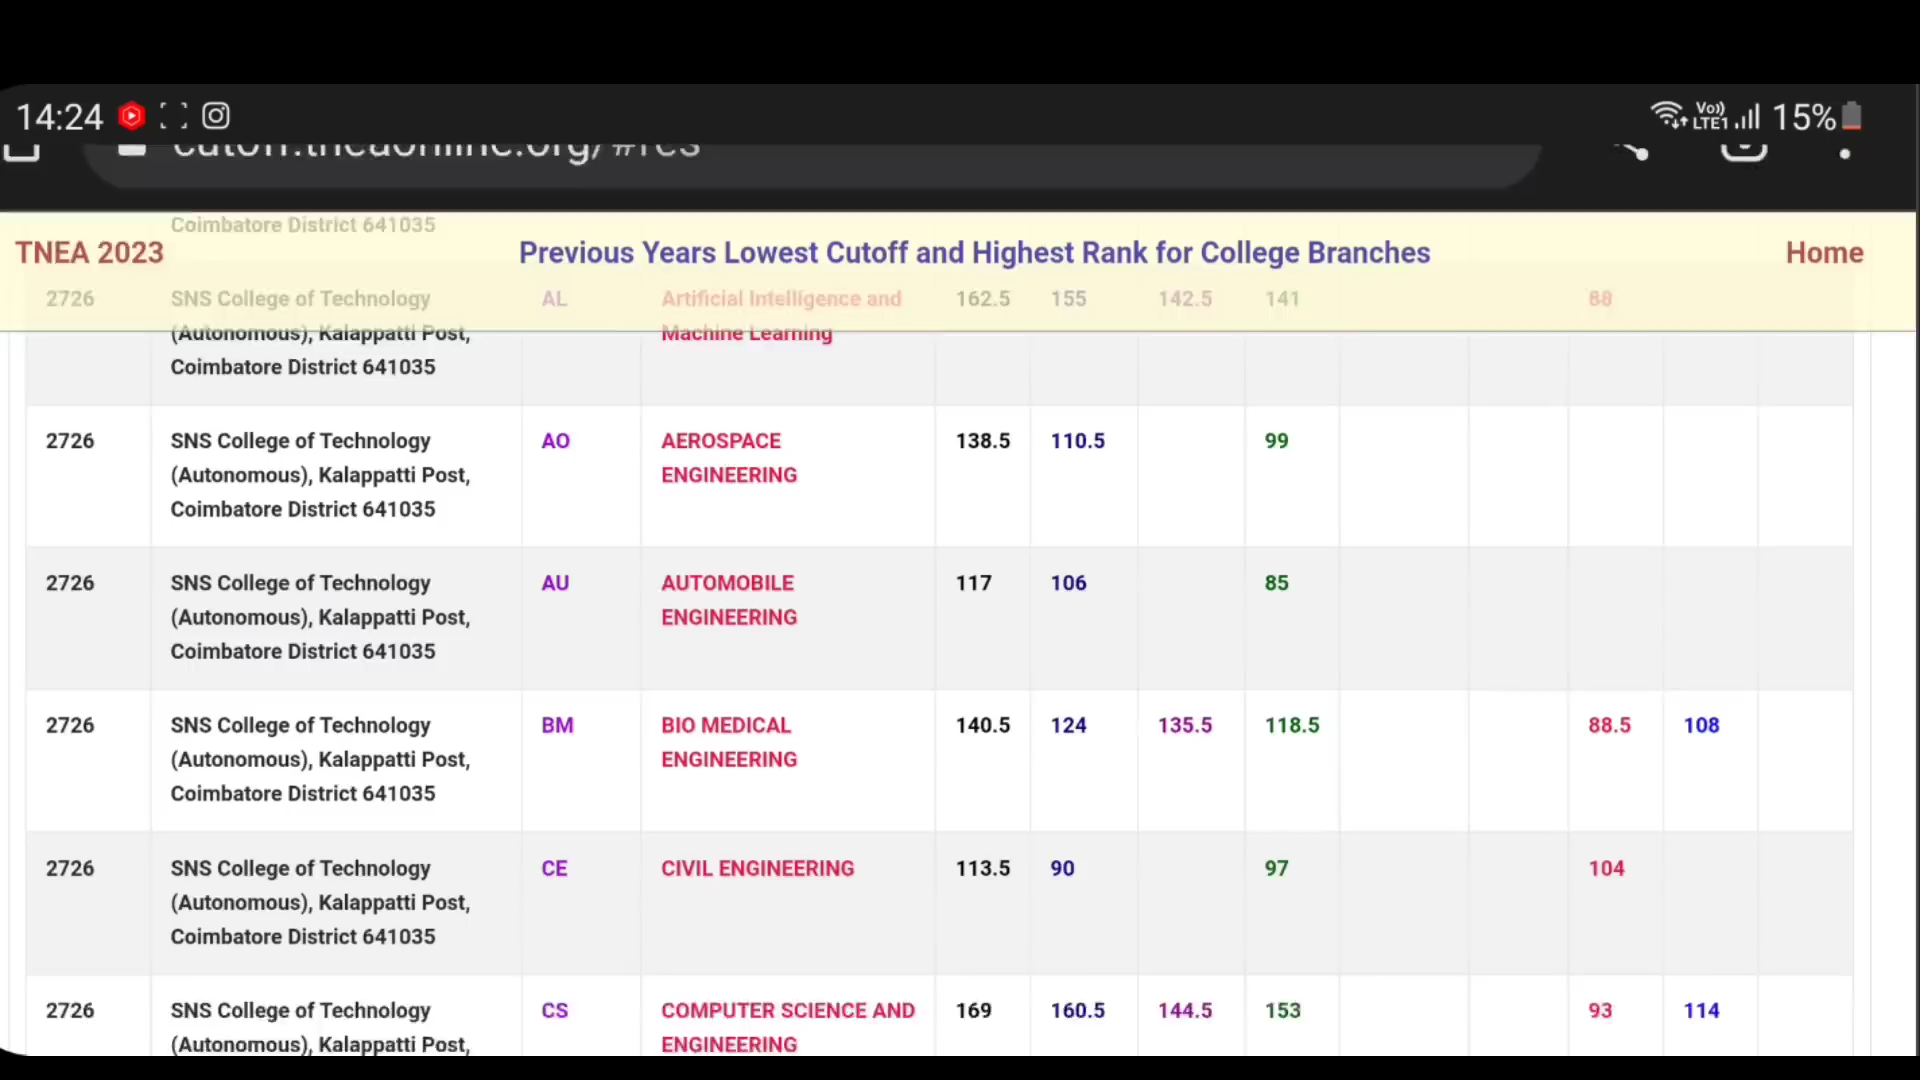 14:24
Vo))
LTE1
15%
cutoff.tneaonline.org/#res
Coimbatore District 641035
TNEA 2023 Previous Years Lowest Cutoff and Highest Rank for College Branches Home
2726 SNS College of Technology AL Artificial Intelligence and 162.5 155 142.5 141 88
(Autonomous), Kalappatti Post, Machine Learning
Coimbatore District 641035
2726 SNS College of Technology AO AEROSPACE 138.5 110.5 99
(Autonomous), Kalappatti Post, ENGINEERING
Coimbatore District 641035
2726 SNS College of Technology AU AUTOMOBILE 117 106 85
(Autonomous), Kalappatti Post, ENGINEERING
Coimbatore District 641035
2726 SNS College of Technology BM BIO MEDICAL 140.5 124 135.5 118.5 88.5 108
(Autonomous), Kalappatti Post, ENGINEERING
Coimbatore District 641035
2726 SNS College of Technology CE CIVIL ENGINEERING 113.5 90 97 104
(Autonomous), Kalappatti Post,
Coimbatore District 641035
2726 SNS College of Technology CS COMPUTER SCIENCE AND 169 160.5 144.5 153 93 114
(Autonomous), Kalappatti Post, ENGINEERING